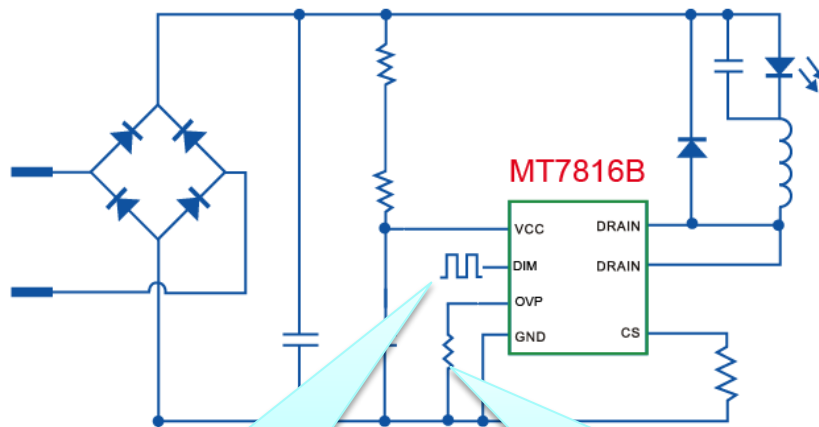 MT7816B
VCC
DRAIN
DIM
DRAIN
OVP
GND
CS